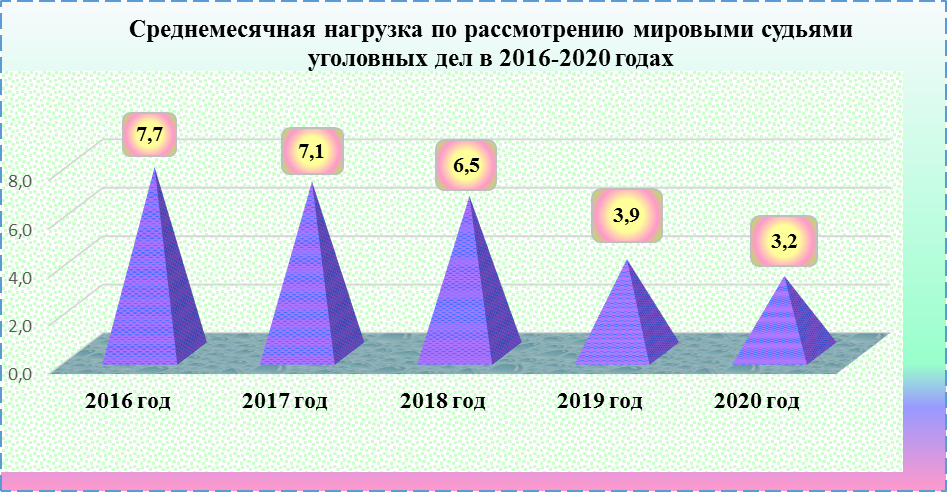 Среднемесячная нагрузка по рассмотрению мировыми судьями
уголовных дел в 2016-2020 годах
7,7
7,1
6,5
3,9
3,2
8,0
6,0
4,0
2,0
0,0
2016 год
2017 год
2018 год
2019 год
2020 год